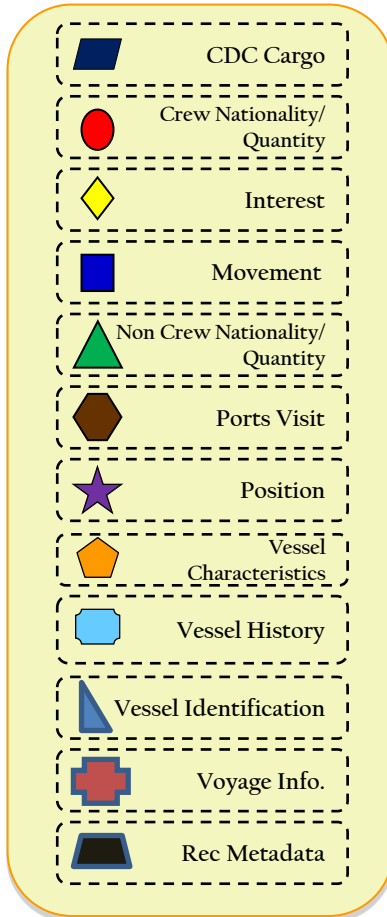 CDC Cargo
Crew Nationality/
Quantity
Interest
Movement
Non Crew Nationality/
Quantity
Ports Visit
Position
Vessel
Characteristics
Vessel History
Vessel Identification
Voyage Info.
Rec Metadata